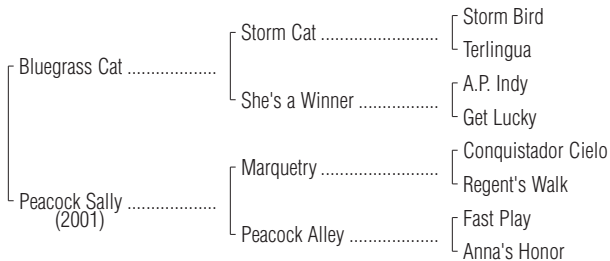 Bluegrass Cat ...................
Peacock Sally ...................
(2001)
Storm Cat .........................
She's a Winner .................
Marquetry .........................
Peacock Alley ...................
Storm Bird
Terlingua
A.P. Indy
Get Lucky
Conquistador Cielo
Regent's Walk
Fast Play
Anna's Honor